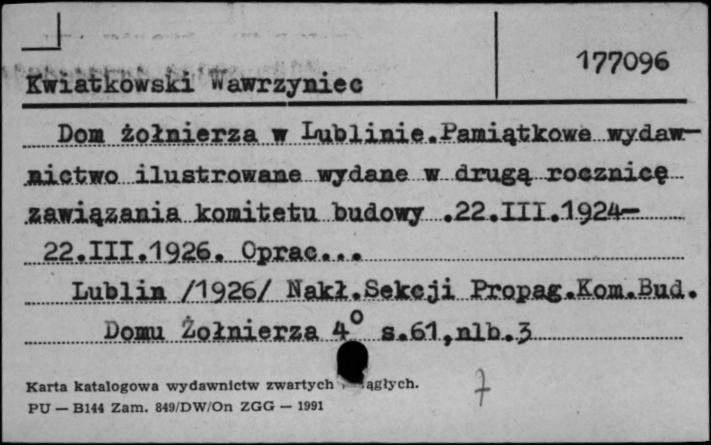 177096
Kwiatkowski Wawrzyniec
Dom żołnierza w Lublinie.Pamiątkowe wydaw-
nictwo ilustrowane wydane w drugą rocznicę
zawiązania komitetu budowy .22.III.1924-
22.III.1926. Oprac...
Lublin /1926/ Nakł.Sekcji Propag.Kom.Bud.
Domu Żołnierza 4° s.61,nlb.3
Karta katalogowa wydawnictw zwartych ągłych.
PU — B144 Zam. 849/DW/On ZGG — 1991